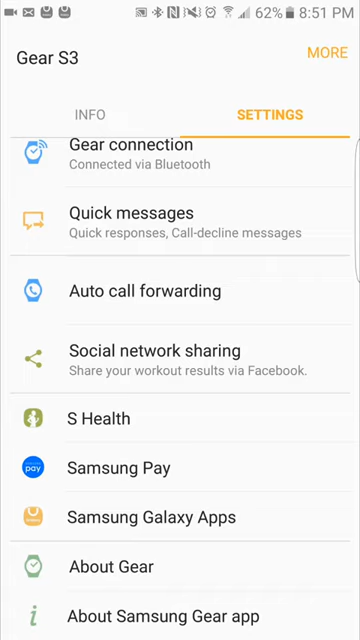 62% 8:51 PM
Gear S3
MORE
INFO
SETTINGS
Gear connection
Connected via Bluetooth
Quick messages
Quick responses, Call-decline messages
Auto call forwarding
Social network sharing
Share your workout results via Facebook.
S Health
pay
Samsung Pay
Samsung Galaxy Apps
About Gear
About Samsung Gear app